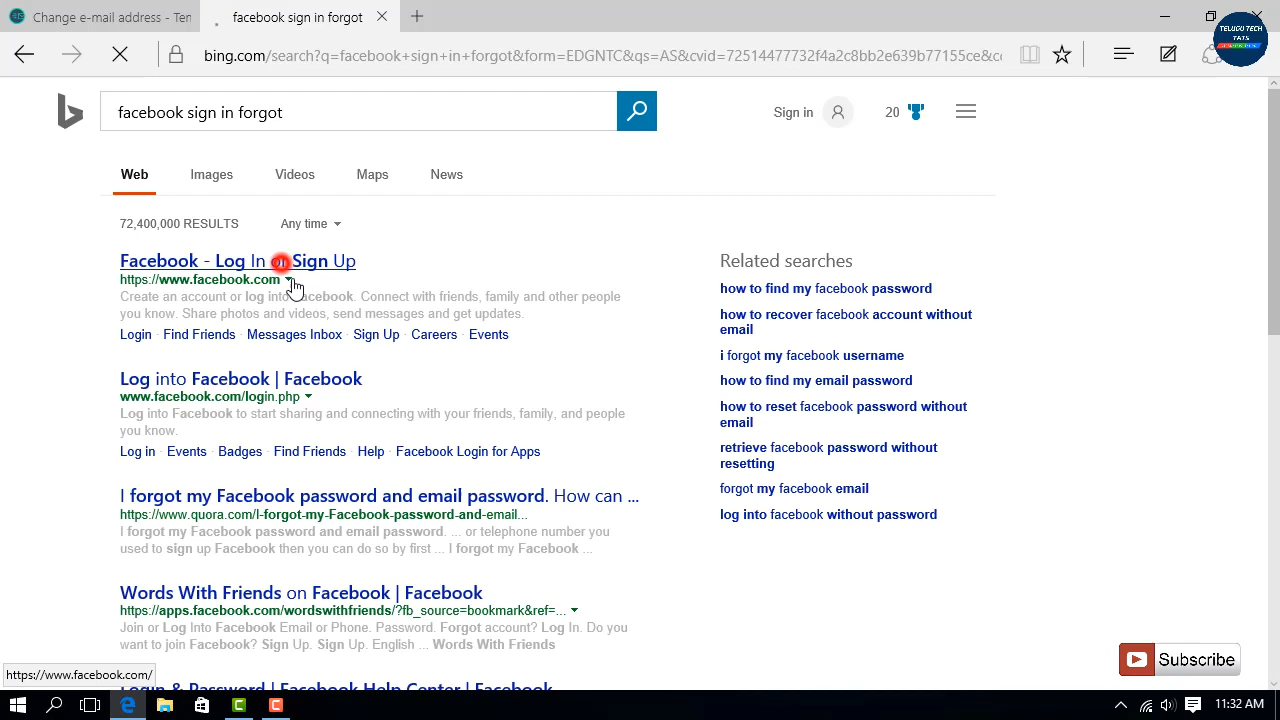 Change e-mail address - Ten
facebook sign in forgot
TELUGU TECH
TATS
bing.com/search?q=facebook+sign+in+forgot&form=EDGNTC&qs=AS&cvid=72514477732f4a2c8bb2e639b77155ce&cc
facebook sign in forgot
Sign in
20
Web
Images
Videos
Maps
News
72,400,000 RESULTS
Any time
Facebook - Log In or Sign Up
https://www.facebook.com
Create an account or log into Facebook. Connect with friends, family and other people
you know. Share photos and videos, send messages and get updates.
Login · Find Friends · Messages Inbox · Sign Up · Careers · Events
Log into Facebook | Facebook
www.facebook.com/login.php
Log into Facebook to start sharing and connecting with your friends, family, and people
you know.
Log in · Events · Badges · Find Friends · Help · Facebook Login for Apps
I forgot my Facebook password and email password. How can ...
https://www.quora.com/I-forgot-my-Facebook-password-and-email...
I forgot my Facebook password and email password. ... or telephone number you
used to sign up Facebook then you can do so by first ... I forgot my Facebook ...
Words With Friends on Facebook | Facebook
https://apps.facebook.com/wordswithfriends/?fb_source=bookmark&ref=...
Join or Log Into Facebook Email or Phone. Password. Forgot account? Log In. Do you
want to join Facebook? Sign Up. Sign Up. English ... Words With Friends
Login & Password | Facebook Help Center | Facebook
Related searches
how to find my facebook password
how to recover facebook account without
email
i forgot my facebook username
how to find my email password
how to reset facebook password without
email
retrieve facebook password without
resetting
forgot my facebook email
log into facebook without password
Subscribe
https://www.facebook.com/
11:32 AM